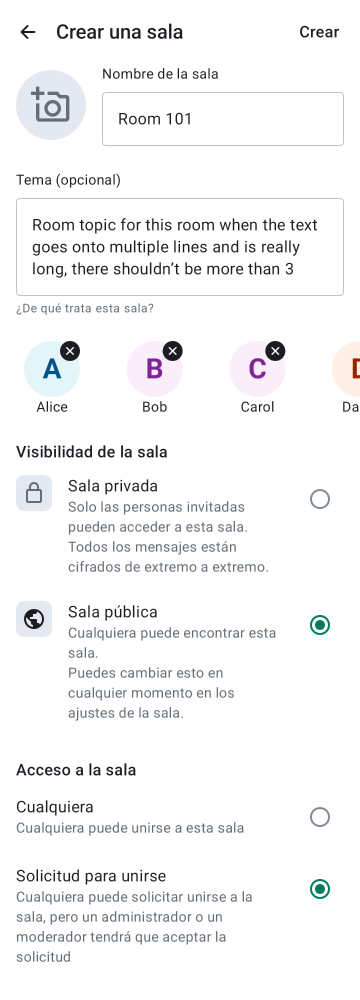 Crear una sala
Crear
Nombre de la sala
Room 101
Tema (opcional)
Room topic for this room when the text
goes onto multiple lines and is really
long, there shouldn’t be more than 3
¿De qué trata esta sala?
A
B
C
Alice
Bob
Carol
Da
Visibilidad de la sala
Sala privada
Solo las personas invitadas
pueden acceder a esta sala.
Todos los mensajes están
cifrados de extremo a extremo.
Sala pública
Cualquiera puede encontrar esta
sala.
Puedes cambiar esto en
cualquier momento en los
ajustes de la sala.
Acceso a la sala
Cualquiera
Cualquiera puede unirse a esta sala
Solicitud para unirse
Cualquiera puede solicitar unirse a la
sala, pero un administrador o un
moderador tendrá que aceptar la
solicitud